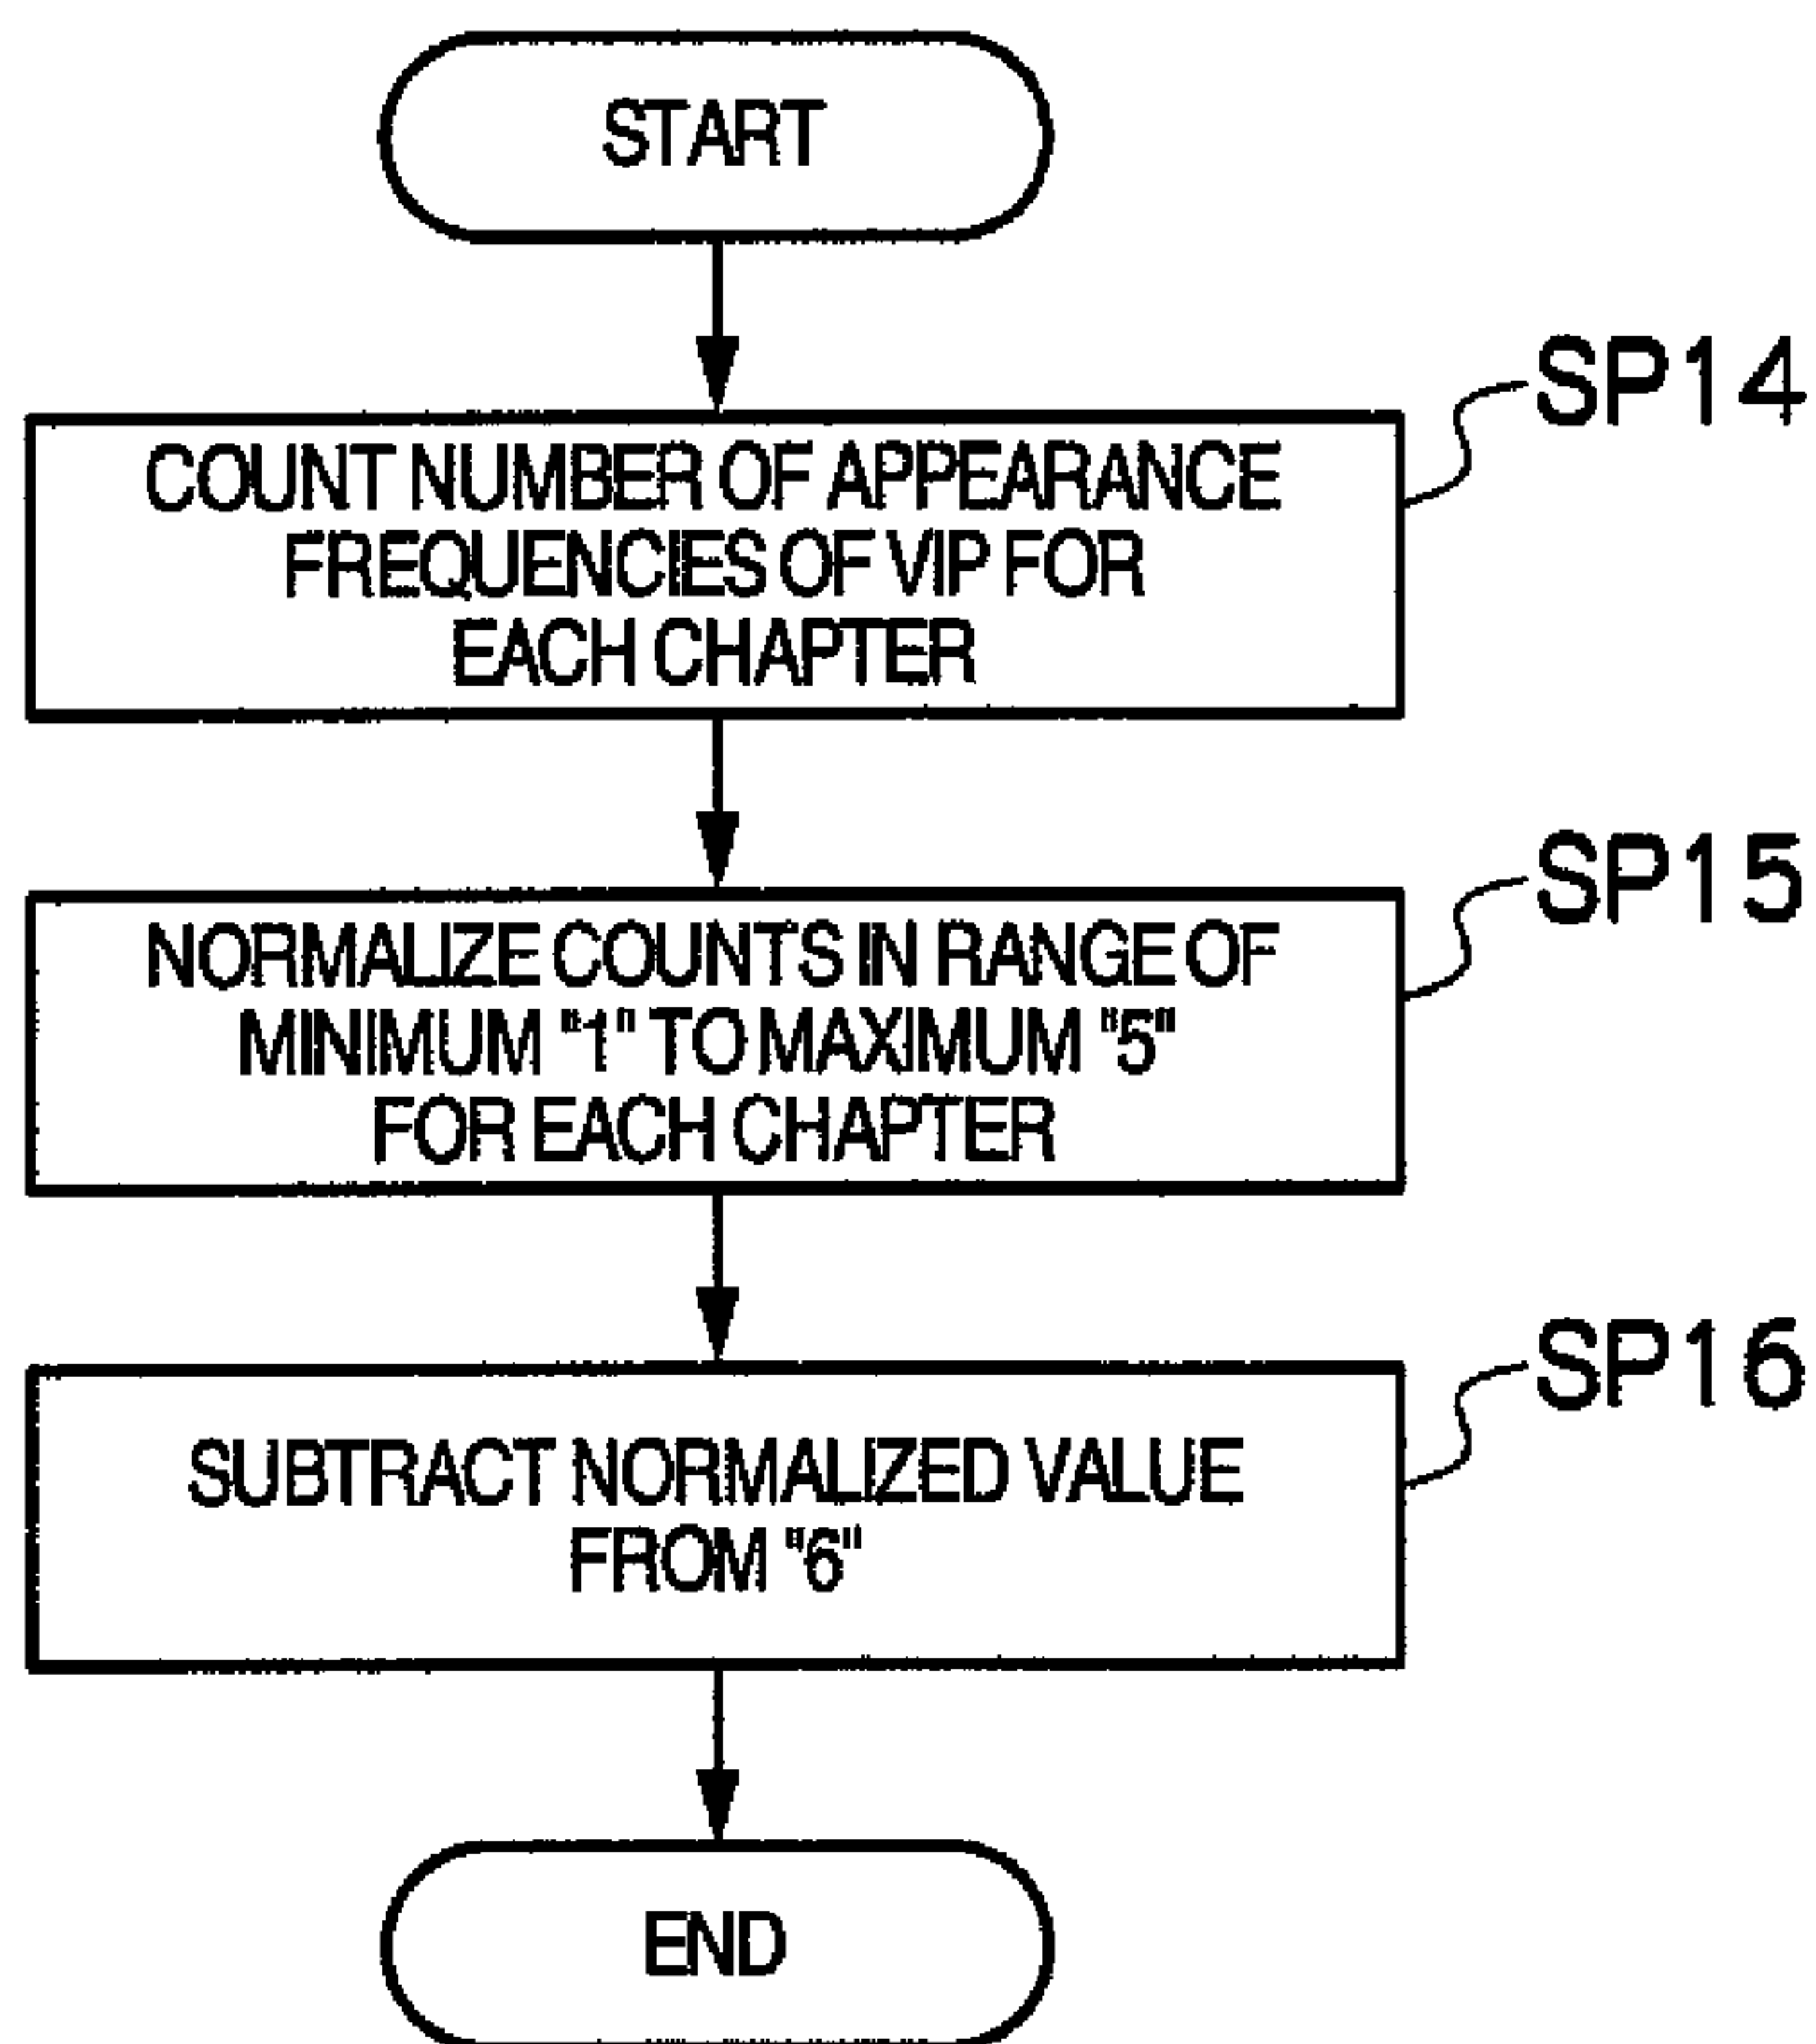 START
SP14
COUNT NUMBER OF APPEARANCE
FREQUENCIES OF VIP FOR
EACH CHAPTER
SP15
NORMALIZE COUNTS IN RANGE OF
MINIMUM "1" TO MAXIMUM "5"
FOR EACH CHAPTER
SP16
SUBTRACT NORMALIZED VALUE
FROM "6"
END